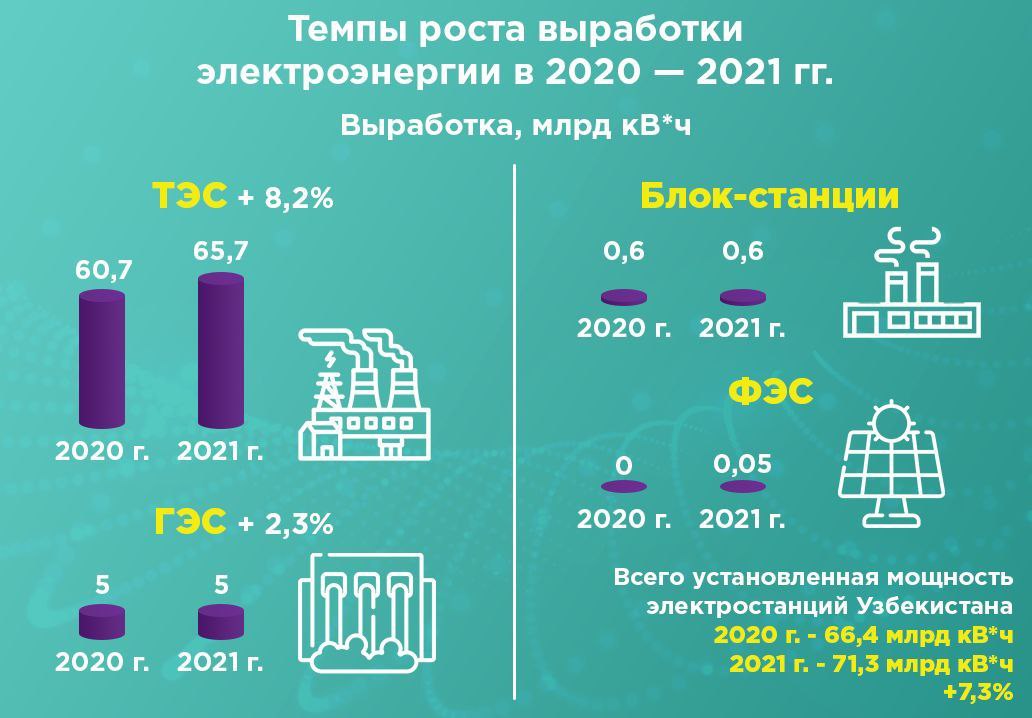 Темпы роста выработки
электроэнергии в 2020 — 2021 гг.
Выработка, млрд кВ*ч
ТЭС + 8,2%
60,7
65,7
2020 г.
2021 г.
ГЭС + 2,3%
5
5
2020 г.
2021 г.
Блок-станции
0,6
0,6
2020 г.
2021 г.
ФЭС
0
0,05
2020 г.
2021 г.
Всего установленная мощность
электростанций Узбекистана
2020 г. - 66,4 млрд кВ*ч
2021 г. - 71,3 млрд кВ*ч
+7,3%